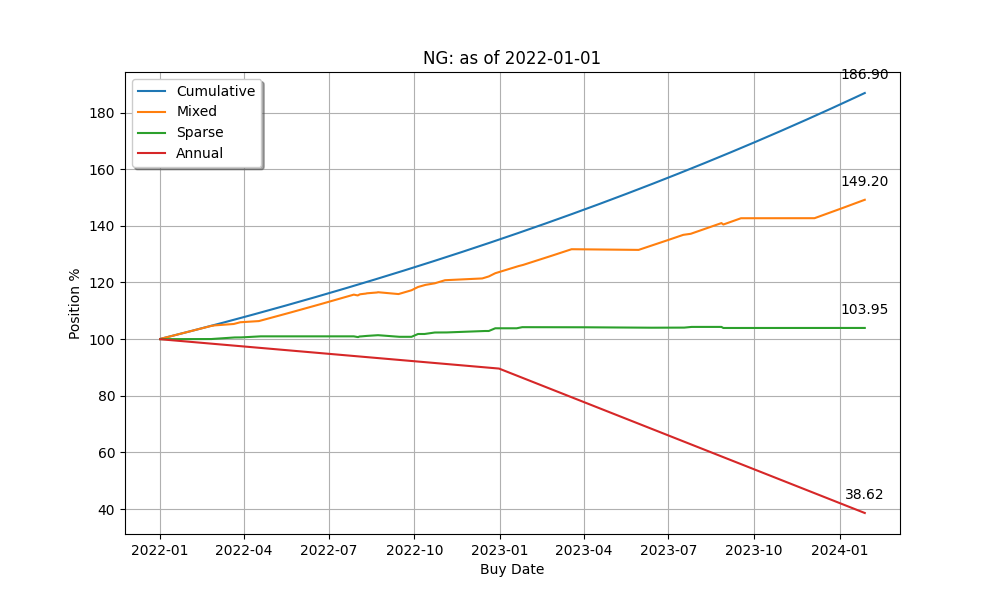 NG: as of 2022-01-01
186.90
Cumulative
Mixed
Sparse
Annual
149.20
103.95
38.62
180
160
140
120
100
80
60
40
Position %
2022-01 2022-04 2022-07 2022-10 2023-01 2023-04 2023-07 2023-10 2024-01
Buy Date